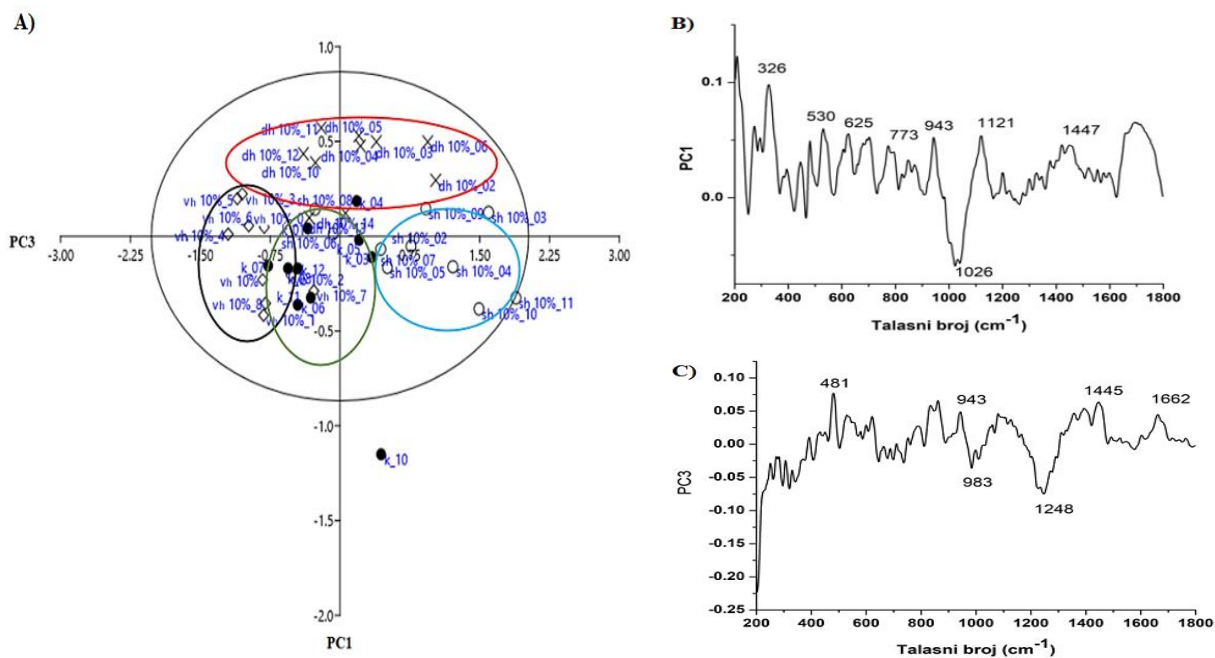 A)
1.0
dh 10%_11
dh 10%_05
0.5
dh 10%_06
dh 10%_12
dh 10%_04
dh 10%_03
dh 10%_10
dh 10%_02
vh 10%_5
vh 10%_3
sh 10%_08
k_04
sh 10%_09
sh 10%_03
vh 10%_6
vh 10%_0
vh 10%_4
sh 10%_06
sh 10%_02
k_05
PC3
-3.00
-2.25
-1.50
-0.75
0.75
1.50
2.25
3.00
k_07
k_12
k_03
sh 10%_07
sh 10%_05
sh 10%_04
vh 10%
vh 10%_7
k_06
vh 10%_8
vh 10%_1
sh 10%_11
sh 10%_10
-0.5
-1.0
k_10
-1.5
-2.0
PC1
B)
0.1
0.0
PC1
326
530
625
773
943
1121
1447
1026
200 400 600 800 1000 1200 1400 1600 1800
Talasni broj (cm-1)
C)
0.10
0.05
0.00
-0.05
-0.10
-0.15
-0.20
-0.25
PC3
481
943
983
1248
1445
1662
200 400 600 800 1000 1200 1400 1600 1800
Talasni broj (cm-1)